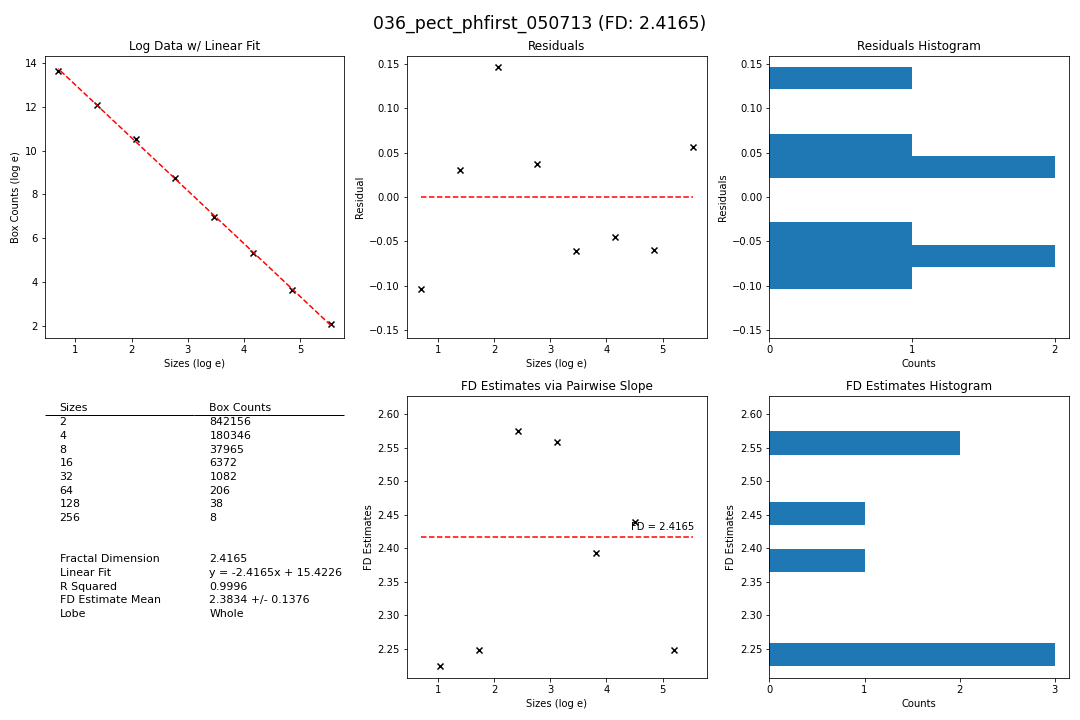 036_pect_phfirst_050713 (FD: 2.4165)
Log Data w/ Linear Fit
14
12
10
8
6
4
2
Box Counts (log e)
1 2 3 4 5
Sizes (log e)
Residuals
0.15
0.10
0.05
0.00
−0.05
−0.10
−0.15
Residual
1 2 3 4 5
Sizes (log e)
Residuals Histogram
0.15
0.10
0.05
0.00
−0.05
−0.10
−0.15
Residuals
0 1 2
Counts
Sizes Box Counts
2 842156
4 180346
8 37965
16 6372
32 1082
64 206
128 38
256 8
Fractal Dimension 2.4165
Linear Fit y = -2.4165x + 15.4226
R Squared 0.9996
FD Estimate Mean 2.3834 +/- 0.1376
Lobe Whole
FD Estimates via Pairwise Slope
2.60
2.55
2.50
2.45
2.40
2.35
2.30
2.25
FD Estimates
FD = 2.4165
1 2 3 4 5
Sizes (log e)
FD Estimates Histogram
2.60
2.55
2.50
2.45
2.40
2.35
2.30
2.25
FD Estimates
0 1 2 3
Counts